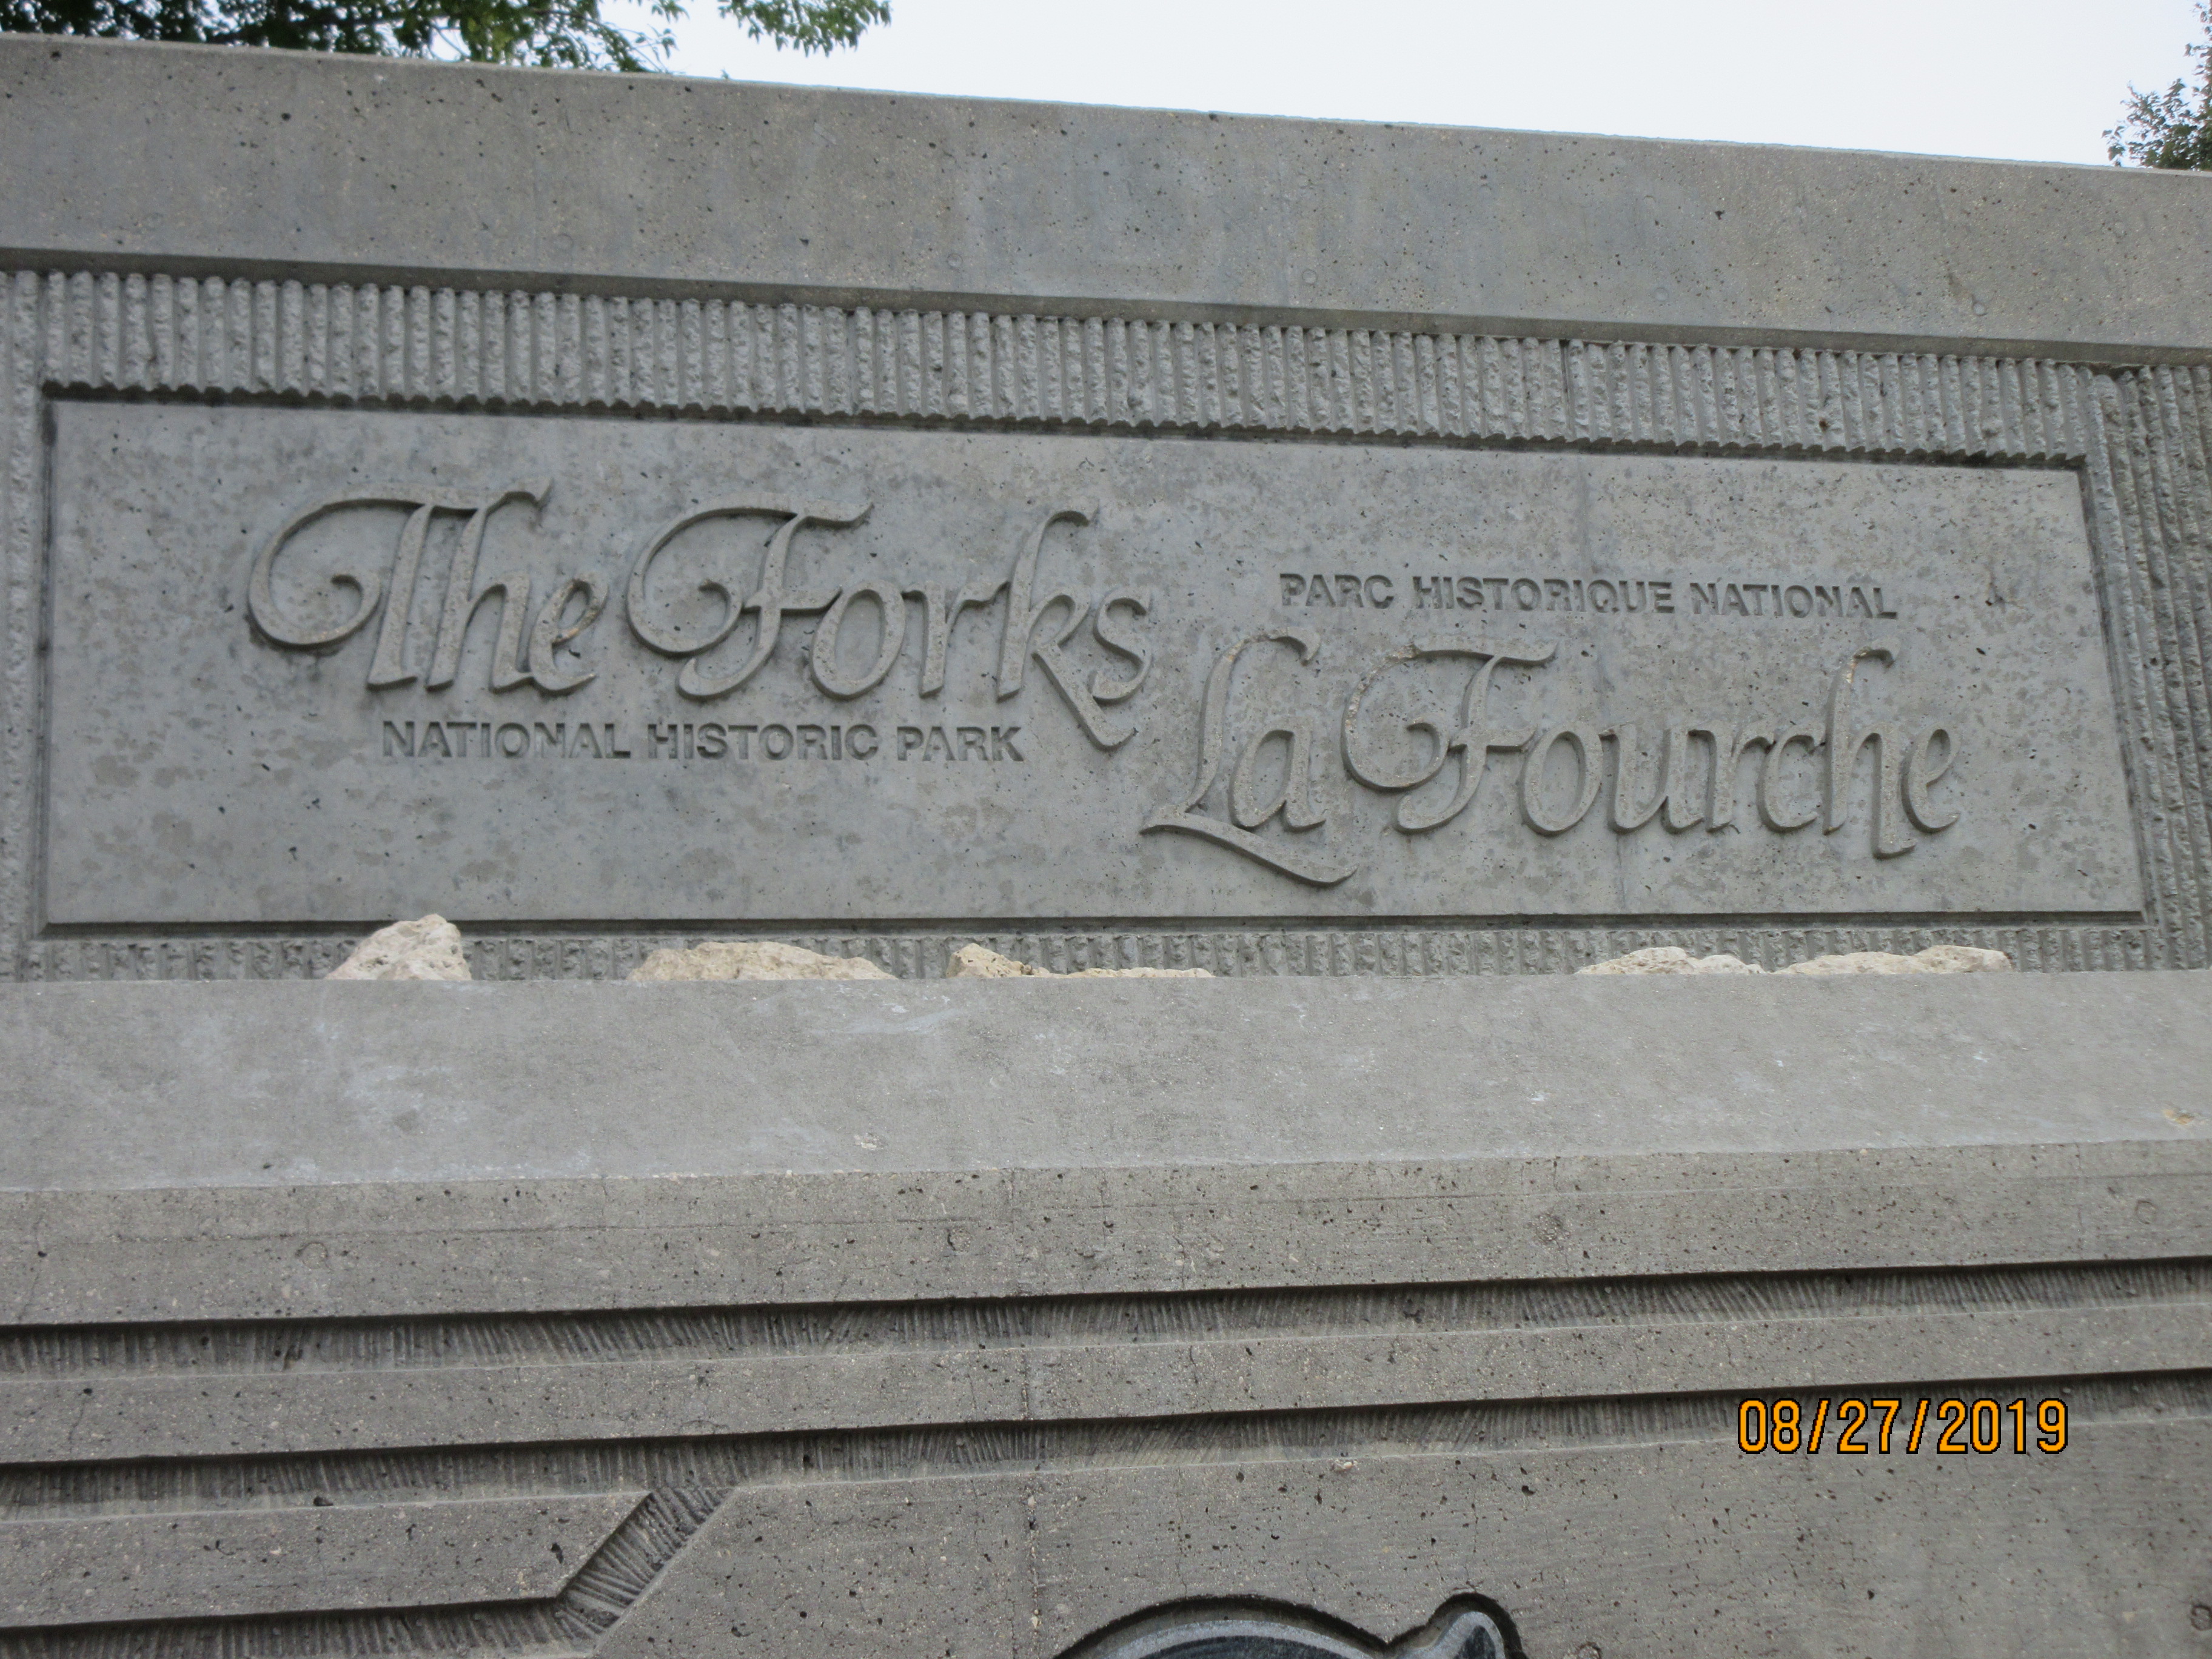 The Forks
NATIONAL HISTORIC PARK
PARC HISTORIQUE NATIONAL
La Fourche
08/27/2019